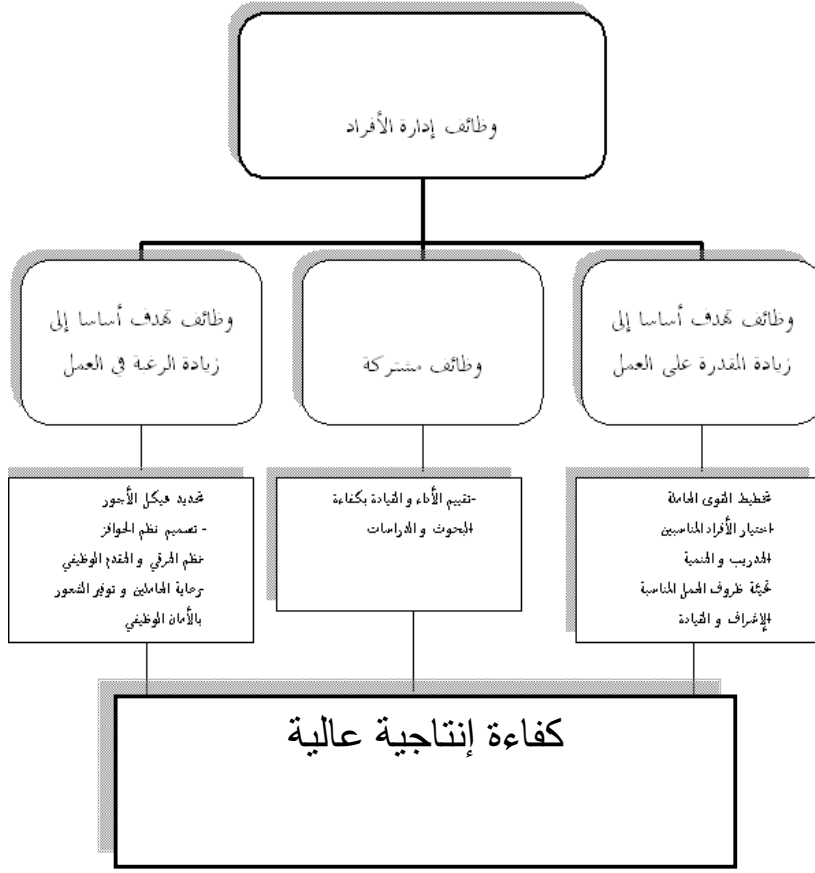 وظائف إدارة الأفراد
وظائف تهدف أساسا إلى
زيادة المقدرة على العمل
وظائف مشتركة
وظائف تهدف أساسا إلى
زيادة الرغبة في العمل
تخطيط القوى العاملة
اختيار الأفراد المناسبين
التدريب و التنمية
تهيئة ظروف العمل المناسبة
الإشراف و القيادة
-تقييم الأداء و القيادة بكفاءة
البحوث و الدراسات
تحديد هيكل الأجور
- تصميم نظم الحوافز
نظم الترقي و التقدم الوظيفي
رعاية العاملين و توفير الشعور
بالأمان الوظيفي
كفاءة إنتاجية عالية